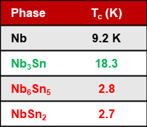 Phase Tc (K)
Nb 9.2 K
Nb3Sn 18.3
Nb6Sn5 2.8
NbSn2 2.7